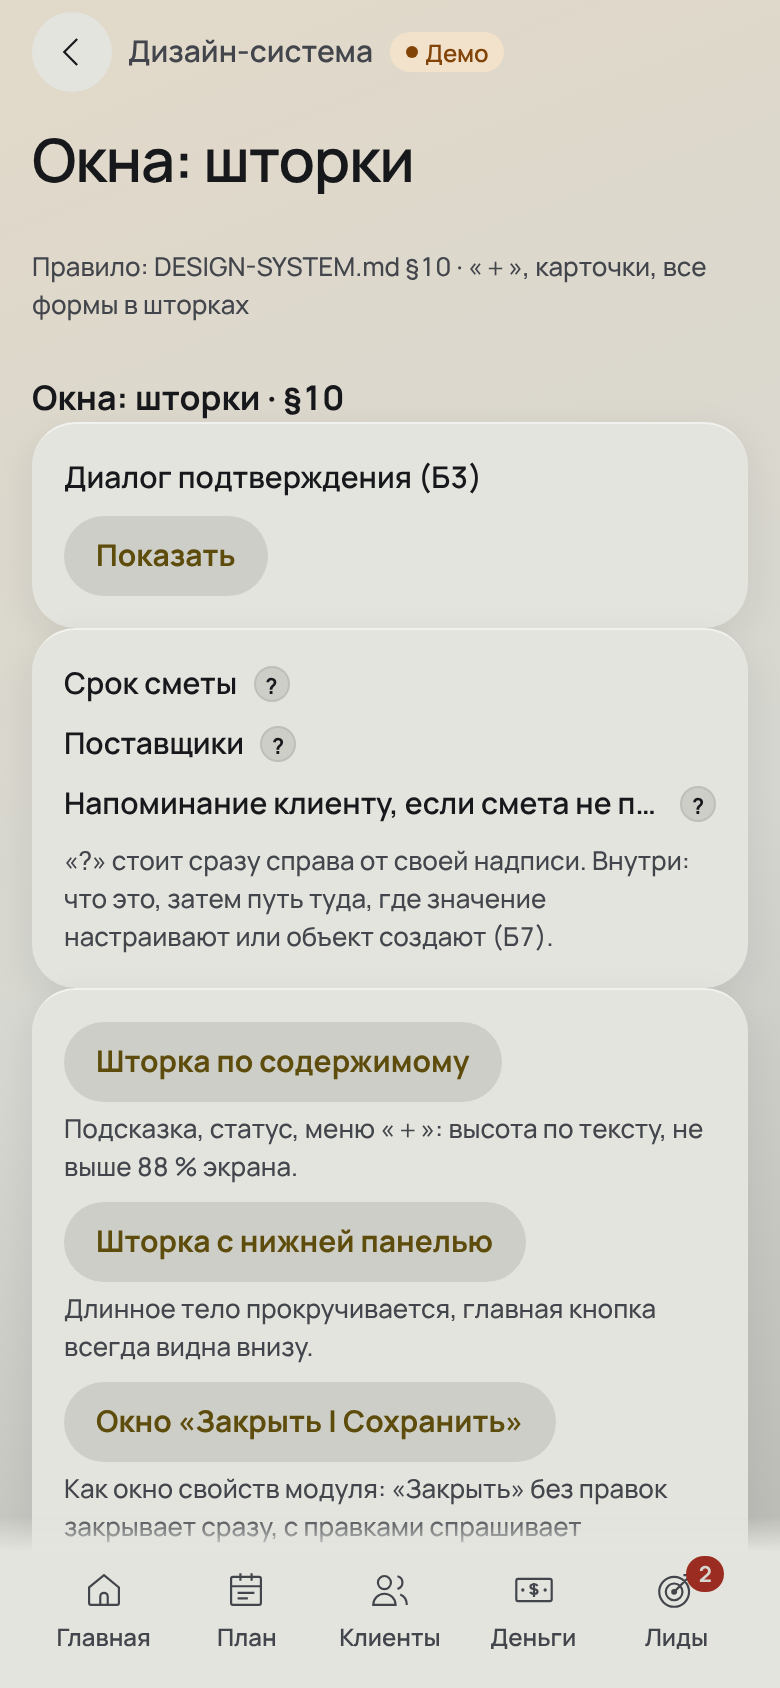 Дизайн-система
Демо
Окна: шторки
Правило: DESIGN-SYSTEM.md §10 · « + », карточки, все
формы в шторках
Окна: шторки · §10
Диалог подтверждения (Б3)
Показать
Срок сметы ?
Поставщики ?
Напоминание клиенту, если смета не п... ?
«?» стоит сразу справа от своей надписи. Внутри:
что это, затем путь туда, где значение
настраивают или объект создают (Б7).
Шторка по содержимому
Подсказка, статус, меню « + »: высота по тексту, не
выше 88 % экрана.
Шторка с нижней панелью
Длинное тело прокручивается, главная кнопка
всегда видна внизу.
Окно «Закрыть | Сохранить»
Как окно свойств модуля: «Закрыть» без правок
закрывает сразу, с правками спрашивает
2
Главная
План
Клиенты
Деньги
Лиды